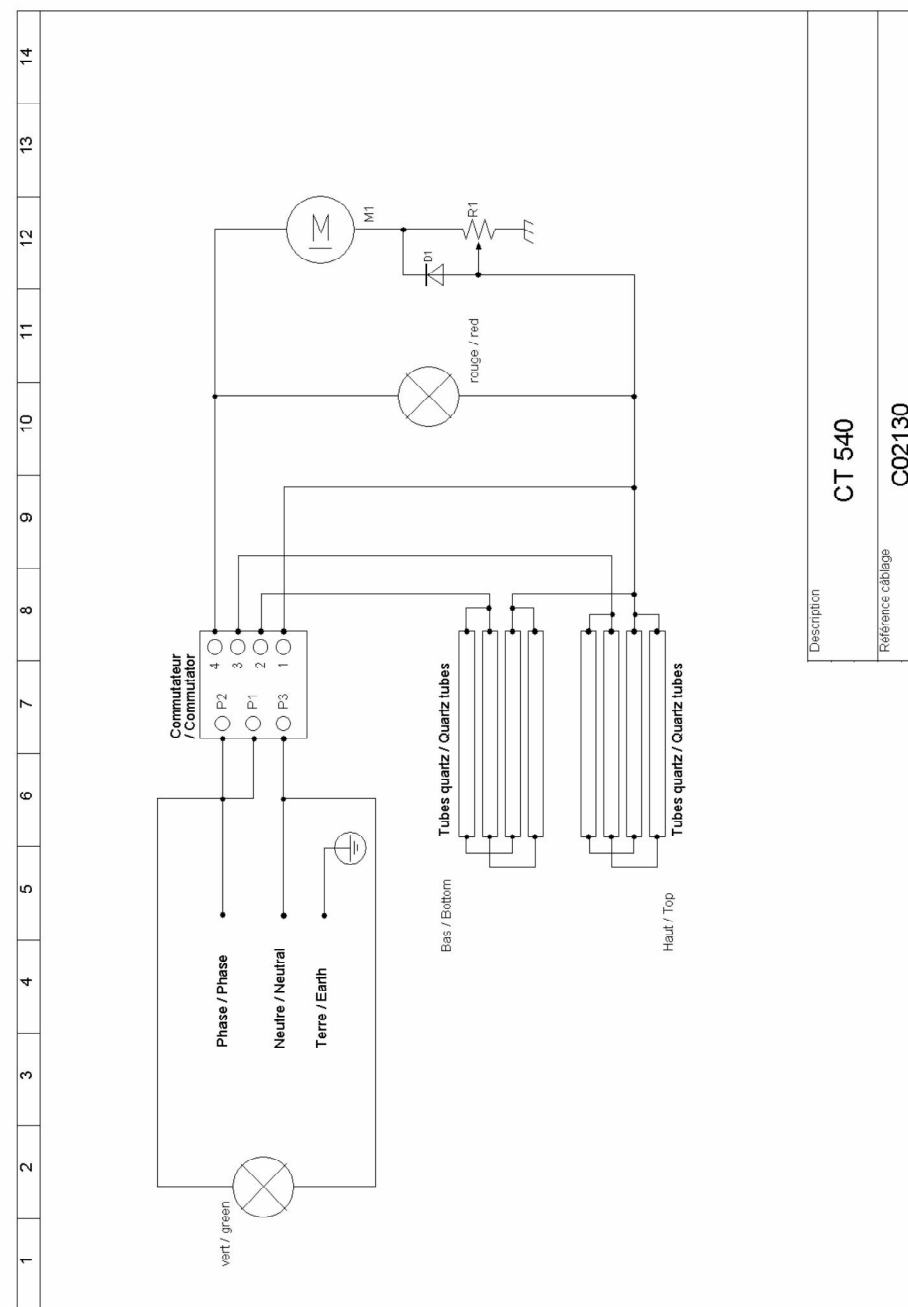 1
2
3
4
5
6
7
8
9
10
11
12
13
14
vert / green
Phase / Phase
Neutre / Neutral
Terre / Earth
Commutateur
/ Commutator
P2
P1
P3
4
3
2
1
Bas / Bottom
Tubes quartz / Quartz tubes
Haut / Top
Tubes quartz / Quartz tubes
rouge / red
M
M1
D1
R1
Description
CT 540
Référence câblage
C02130